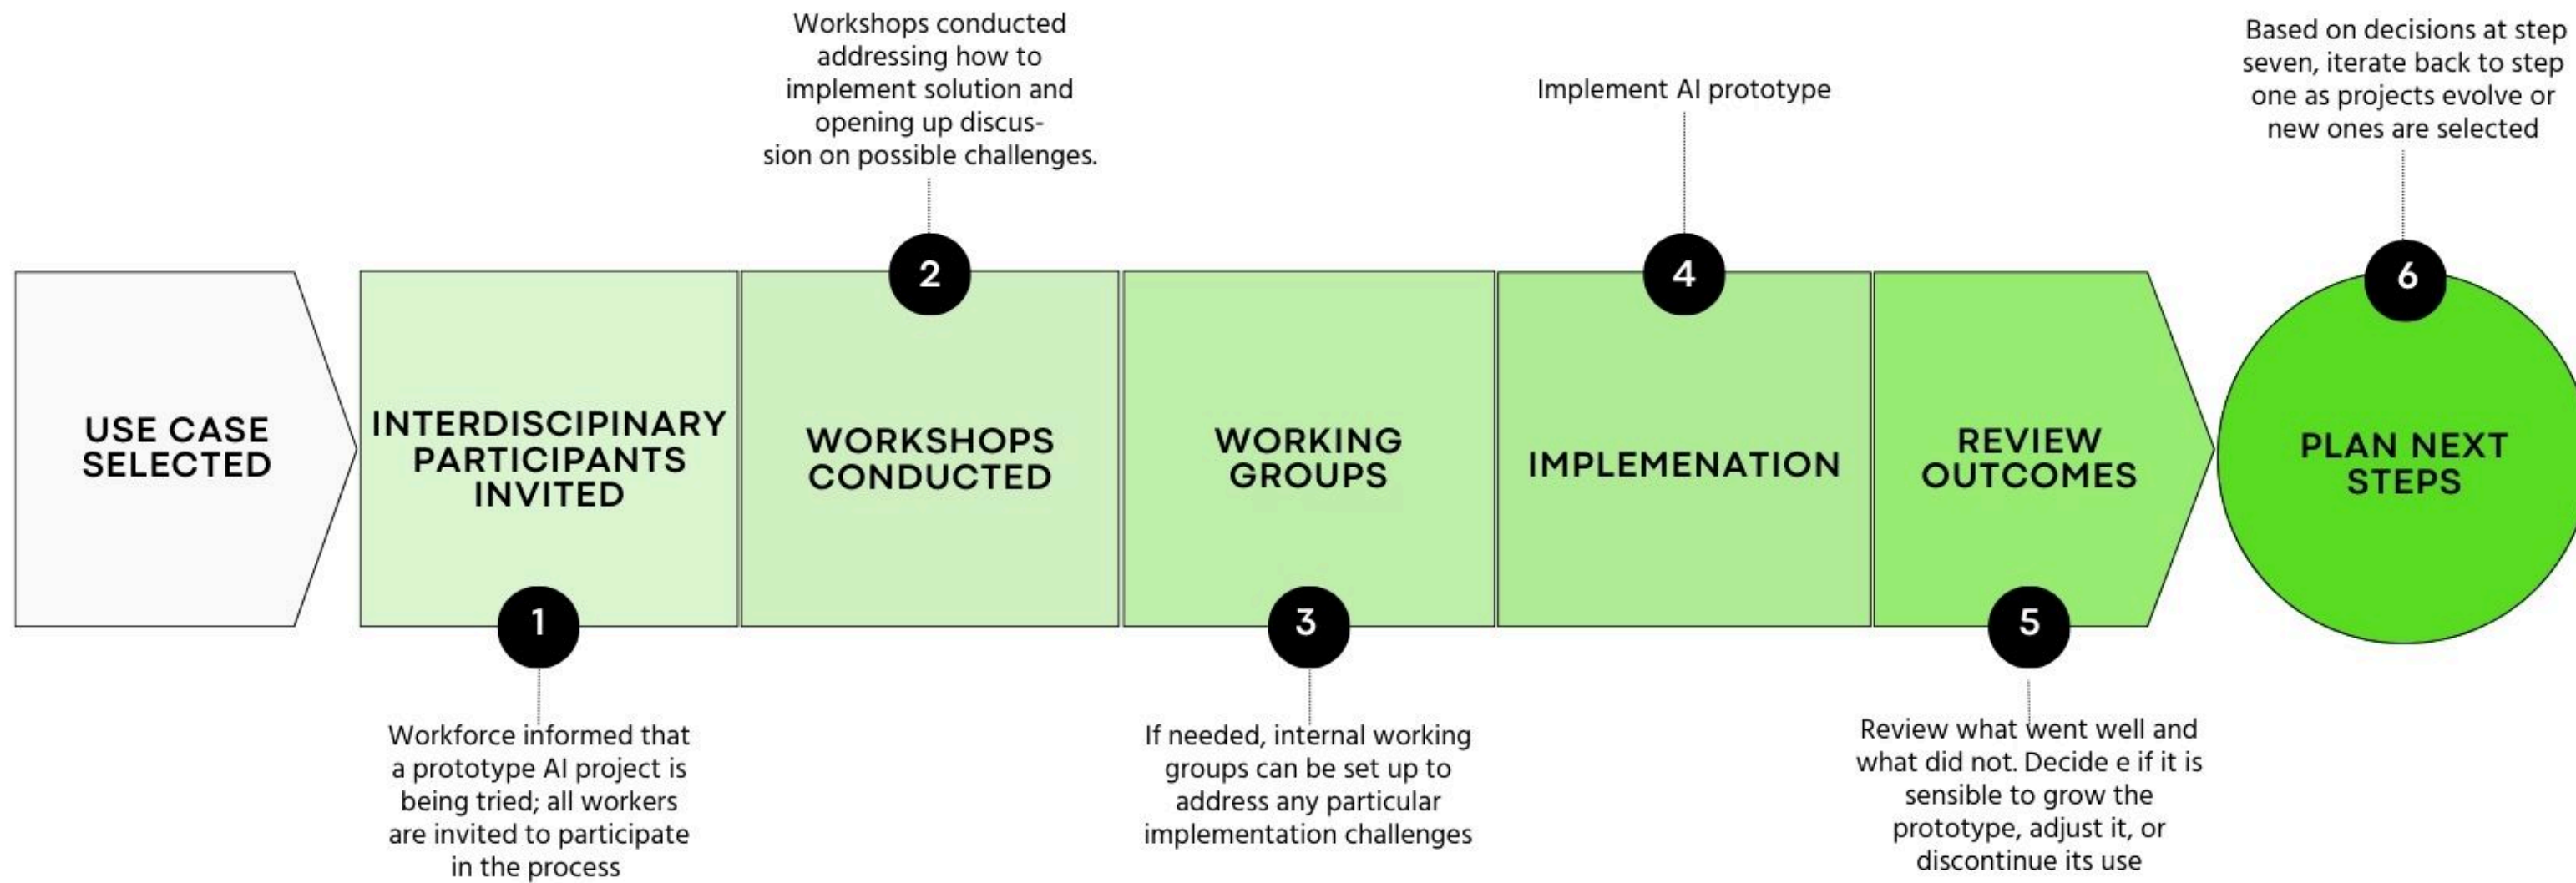 USE CASE
SELECTED
INTERDISCIPINARY
PARTICIPANTS
INVITED
1
Workforce informed that
a prototype AI project is
being tried; all workers
are invited to participate
in the process
Workshops conducted
addressing how to
implement solution and
opening up discus-
sion on possible challenges.
2
WORKSHOPS
CONDUCTED
WORKING
GROUPS
3
If needed, internal working
groups can be set up to
address any particular
implementation challenges
Implement AI prototype
4
IMPLEMENATION
REVIEW
OUTCOMES
5
Review what went well and
what did not. Decide e if it is
sensible to grow the
prototype, adjust it, or
discontinue its use
Based on decisions at step
seven, iterate back to step
one as projects evolve or
new ones are selected
6
PLAN NEXT
STEPS